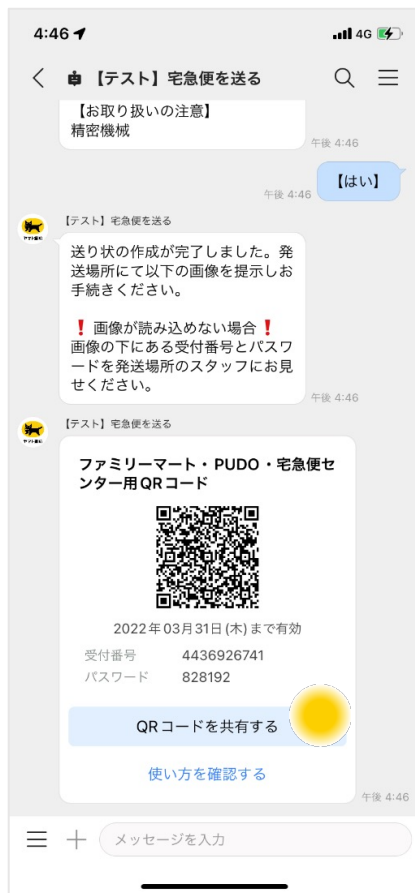 4:46
4G
【テスト】宅急便を送る
【お取り扱いの注意】
精密機械
午後 4:46
【はい】
午後 4:46
【テスト】宅急便を送る
送り状の作成が完了しました。発
送場所にて以下の画像を提示しお
手続きください。
❗ 画像が読み込めない場合 ❗
画像の下にある受付番号とパスワ
ードを発送場所のスタッフにお見
せください。
午後 4:46
【テスト】宅急便を送る
ファミリーマート・PUDO・宅急便セ
ンター用QRコード
2022年03月31日(木)まで有効
受付番号 4436926741
パスワード 828192
QRコードを共有する
使い方を確認する
午後 4:46
メッセージを入力